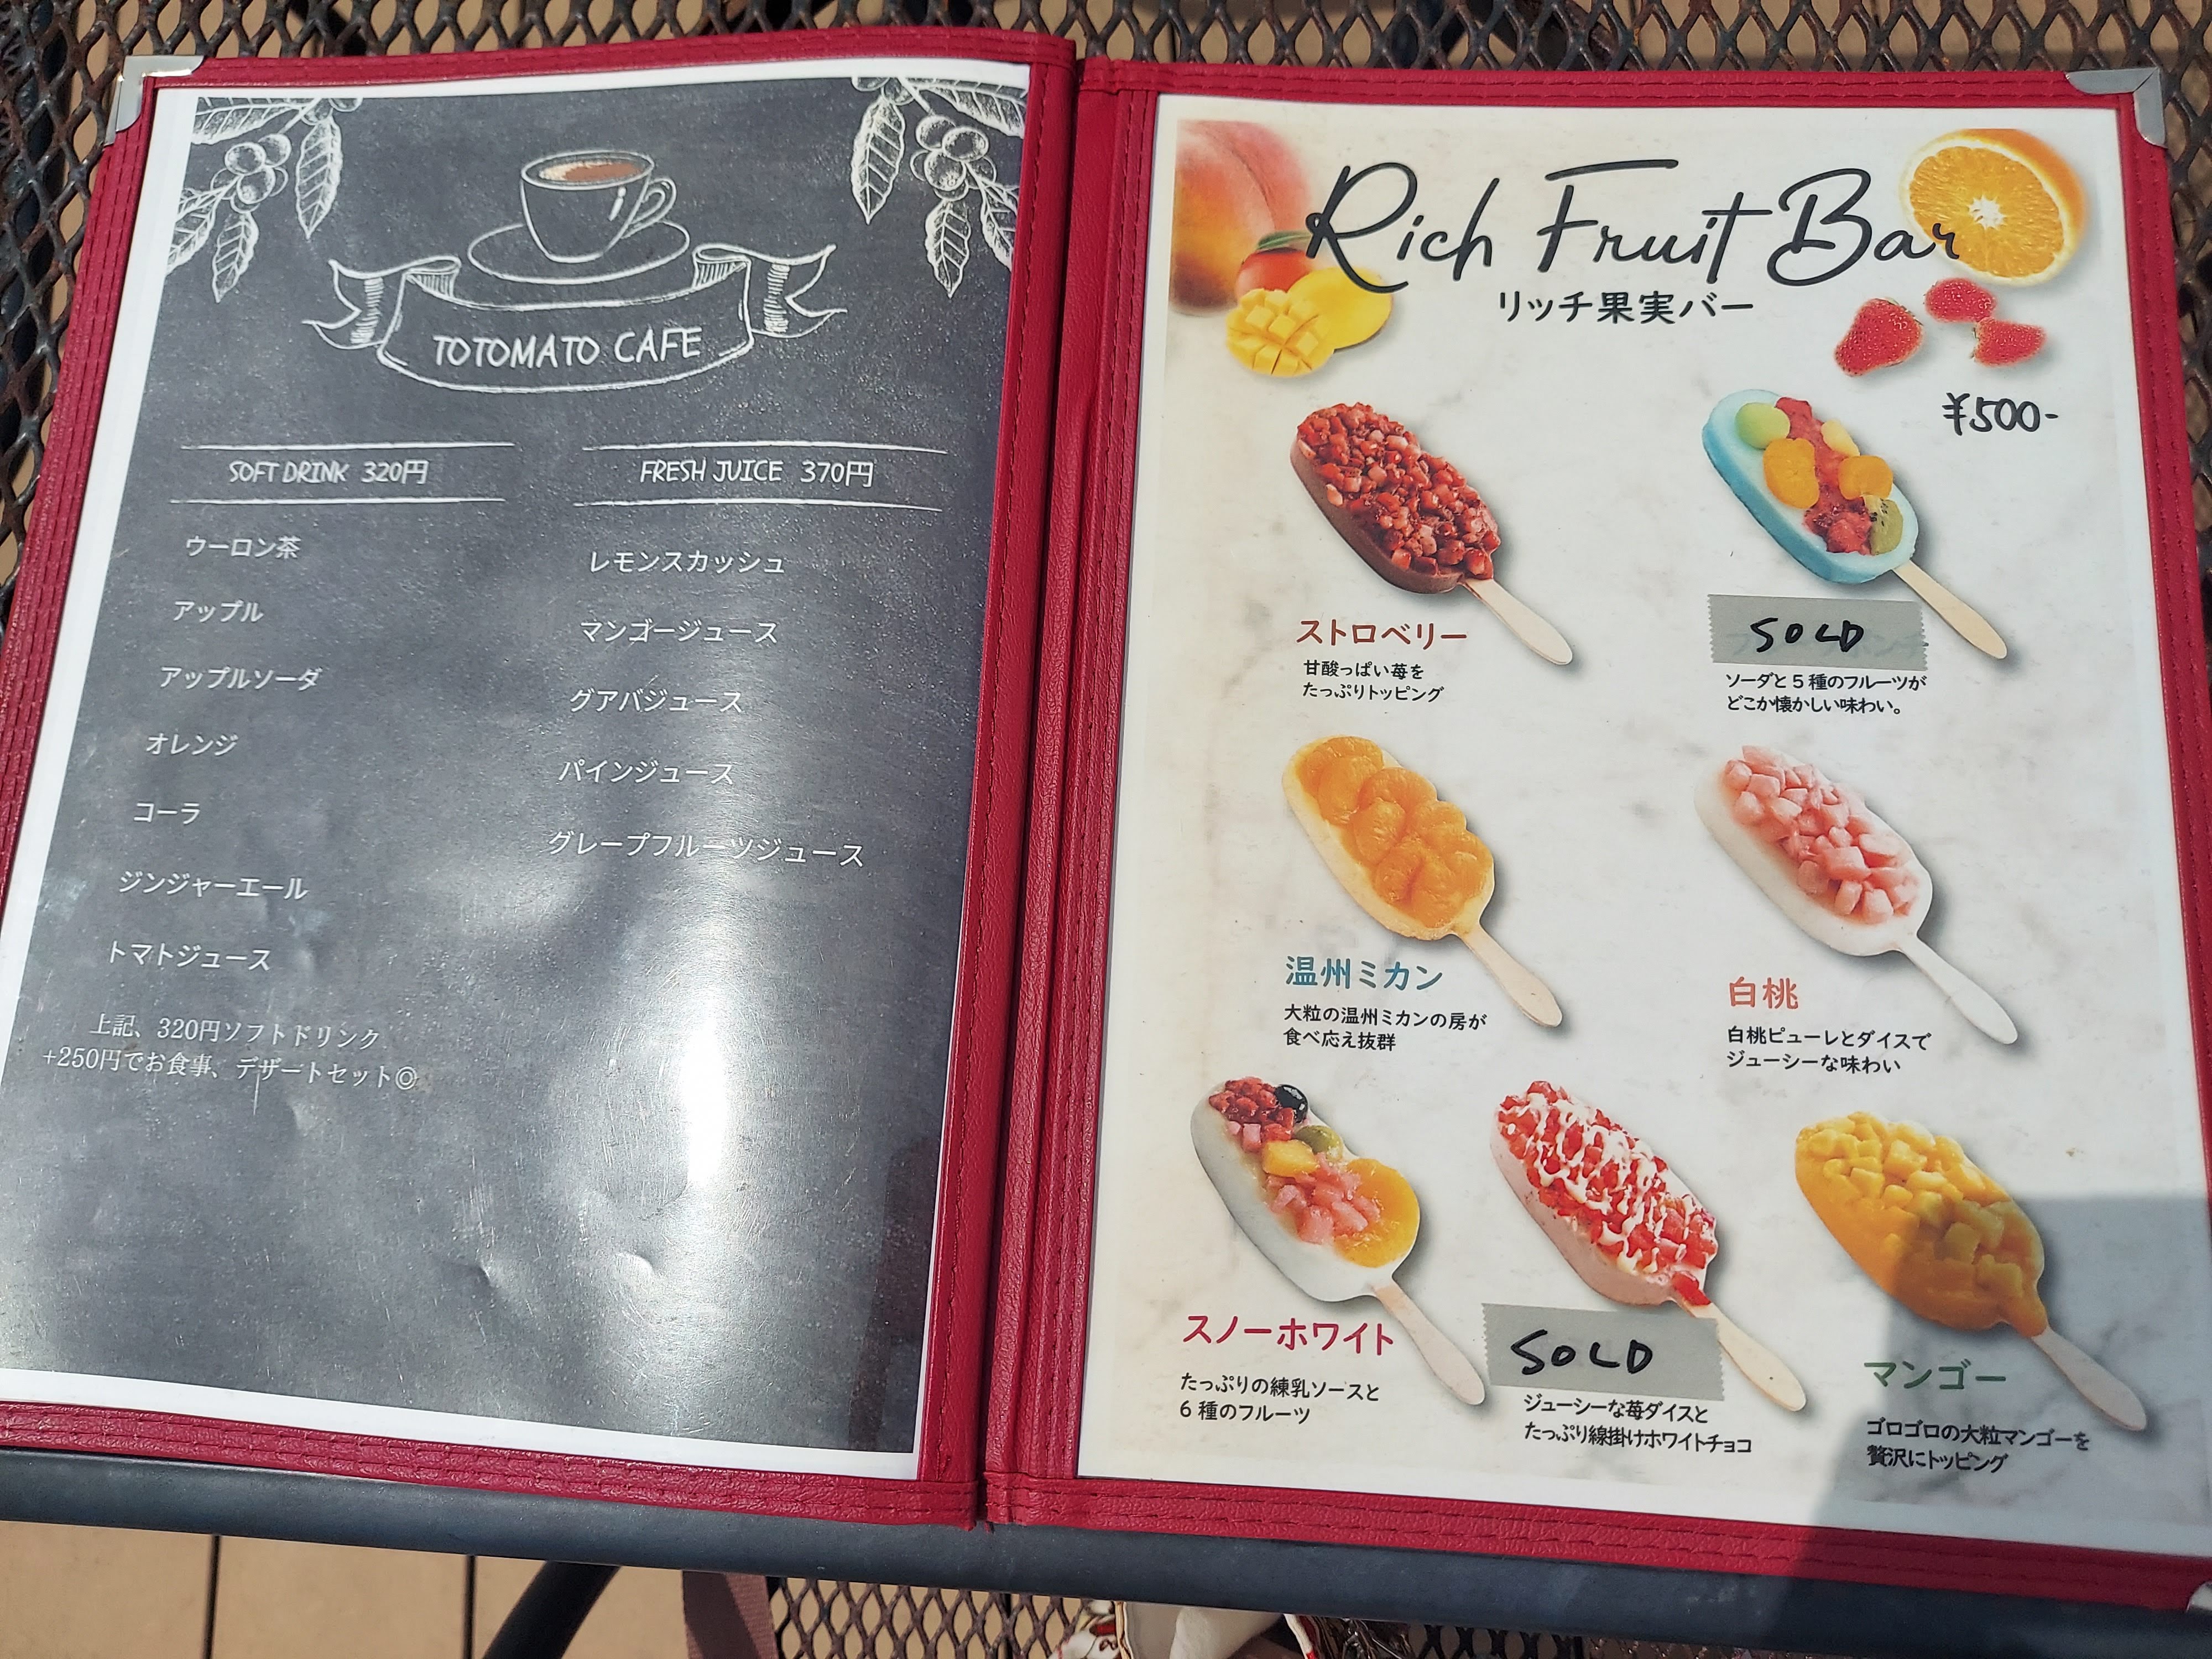 TOTOMATO CAFE
SOFT DRINK 320円
ウーロン茶
アップル
アップルソーダ
オレンジ
コーラ
ジンジャーエール
トマトジュース
上記、320円ソフトドリンク
+250円でお食事、デザートセット◎
FRESH JUICE 370円
レモンスカッシュ
マンゴージュース
グアバジュース
パインジュース
グレープフルーツジュース
Rich Fruit Bar
リッチ果実バー
¥500-
ストロベリー
甘酸っぱい苺を
たっぷりトッピング
SOLD
ソーダと5種のフルーツが
どこか懐かしい味わい。
温州ミカン
大粒の温州ミカンの房が
食べ応え抜群
白桃
白桃ピューレとダイスで
ジューシーな味わい
スノーホワイト
たっぷりの練乳ソースと
6種のフルーツ
SOLD
ジューシーな苺ダイスと
たっぷり線掛けホワイトチョコ
マンゴー
ゴロゴロの大粒マンゴーを
贅沢にトッピング